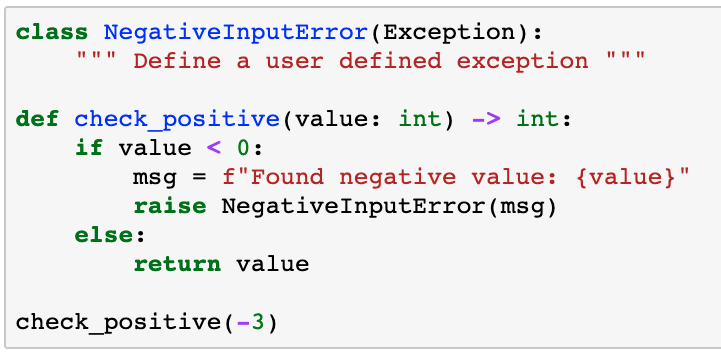 class NegativeInputError(Exception):
    """ Define a user defined exception """

def check_positive(value: int) -> int:
    if value < 0:
        msg = f"Found negative value: {value}"
        raise NegativeInputError(msg)
    else:
        return value

check_positive(-3)